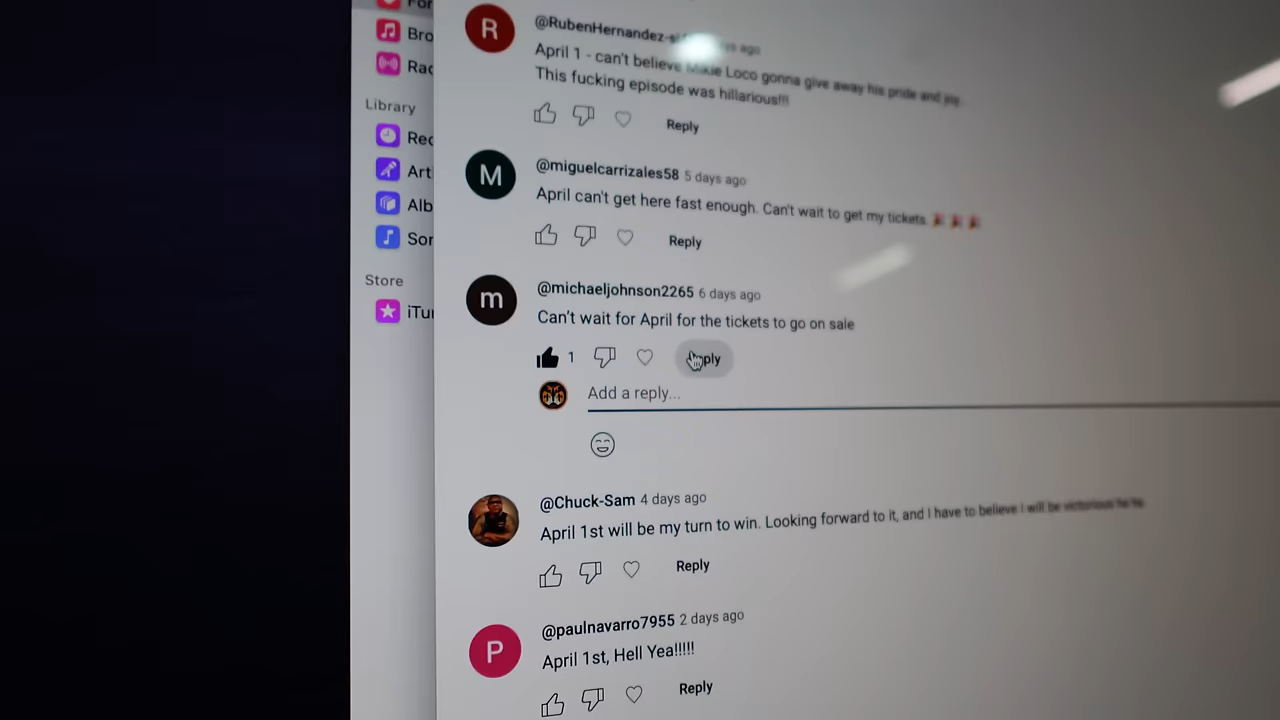 For
Bro
Rac
Library
Rec
Art
Alb
Sor
Store
iTu
R
@RubenHernandez-
ago
April 1 - can't believe Mikie Loco gonna give away his pride and joy.
This fucking episode was hillarious!!!
Reply
M
@miguelcarrizales58 5 days ago
April can't get here fast enough. Can't wait to get my tickets.
Reply
m
@michaeljohnson2265 6 days ago
Can't wait for April for the tickets to go on sale
1
Reply
Add a reply...
@Chuck-Sam 4 days ago
April 1st will be my turn to win. Looking forward to it, and I have to believe I will be victorious
Reply
P
@paulnavarro7955 2 days ago
April 1st, Hell Yea!!!!!
Reply